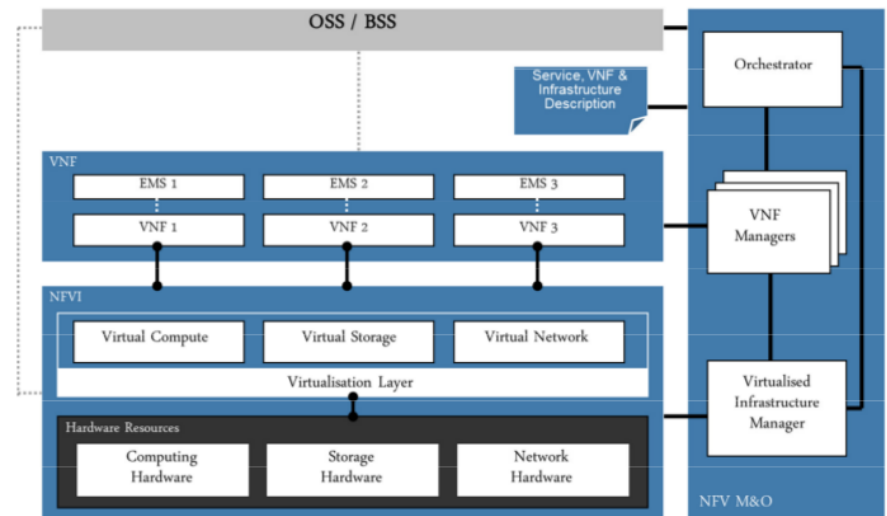 OSS / BSS
Orchestrator
Service, VNF &
Infrastructure
Description
VNF
EMS 1
EMS 2
EMS 3
VNF 1
VNF 2
VNF 3
VNF
Managers
NFVI
Virtual Compute
Virtual Storage
Virtual Network
Virtualisation Layer
Virtualised
Infrastructure
Manager
Hardware Resources
Computing
Hardware
Storage
Hardware
Network
Hardware
NFV M&O